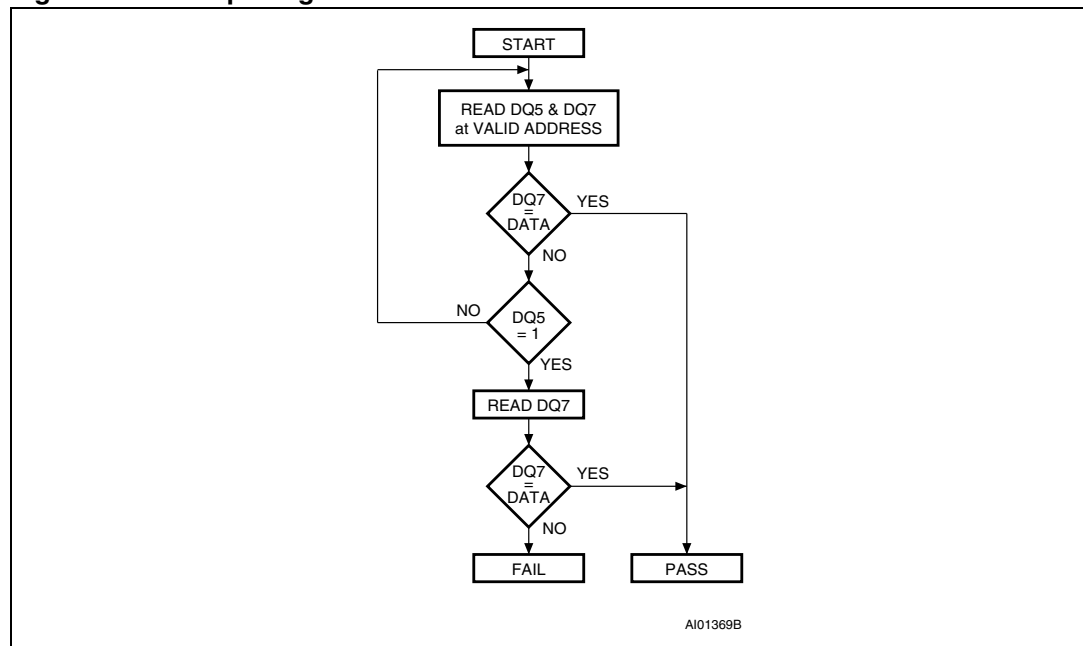 START
READ DQ5 & DQ7
at VALID ADDRESS
DQ7
=
DATA
YES
NO
DQ5
= 1
NO
YES
READ DQ7
DQ7
=
DATA
YES
NO
FAIL
PASS
AI01369B